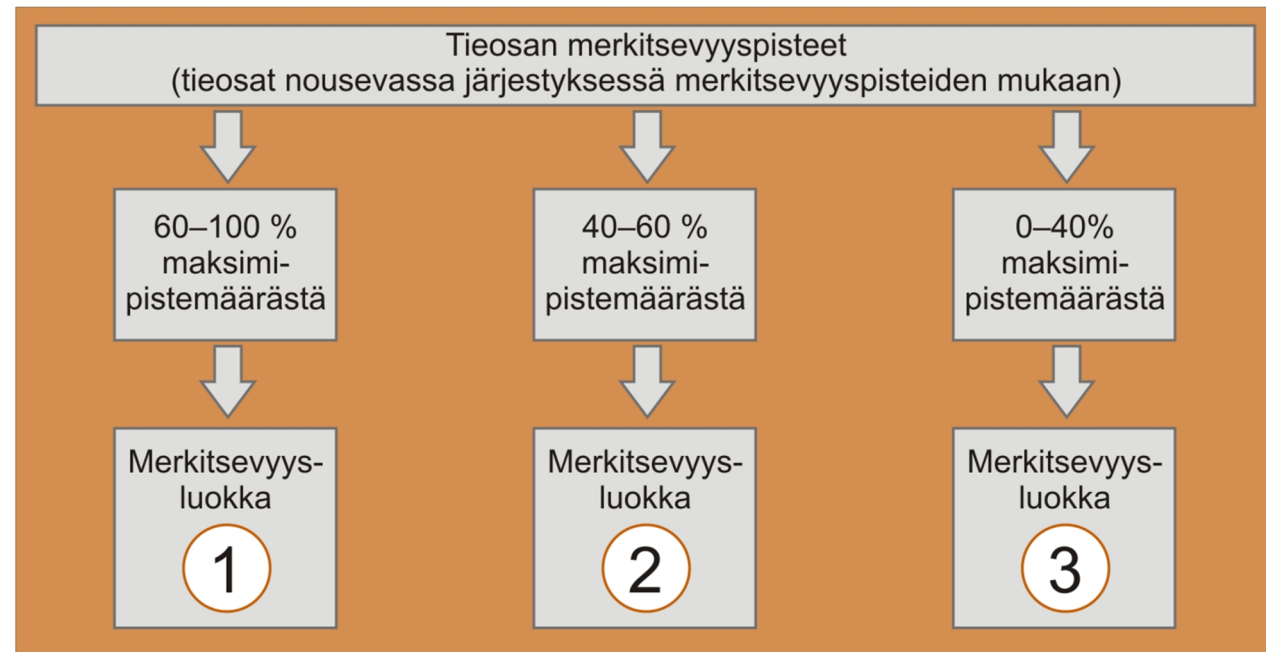 Tieosan merkitsevyyspisteet
(tieosat nousevassa järjestyksessä merkitsevyyspisteiden mukaan)
60–100 %
maksimi-
pistemäärästä
40–60 %
maksimi-
pistemäärästä
0–40%
maksimi-
pistemäärästä
Merkitsevyys-
luokka
1
Merkitsevyys-
luokka
2
Merkitsevyys-
luokka
3